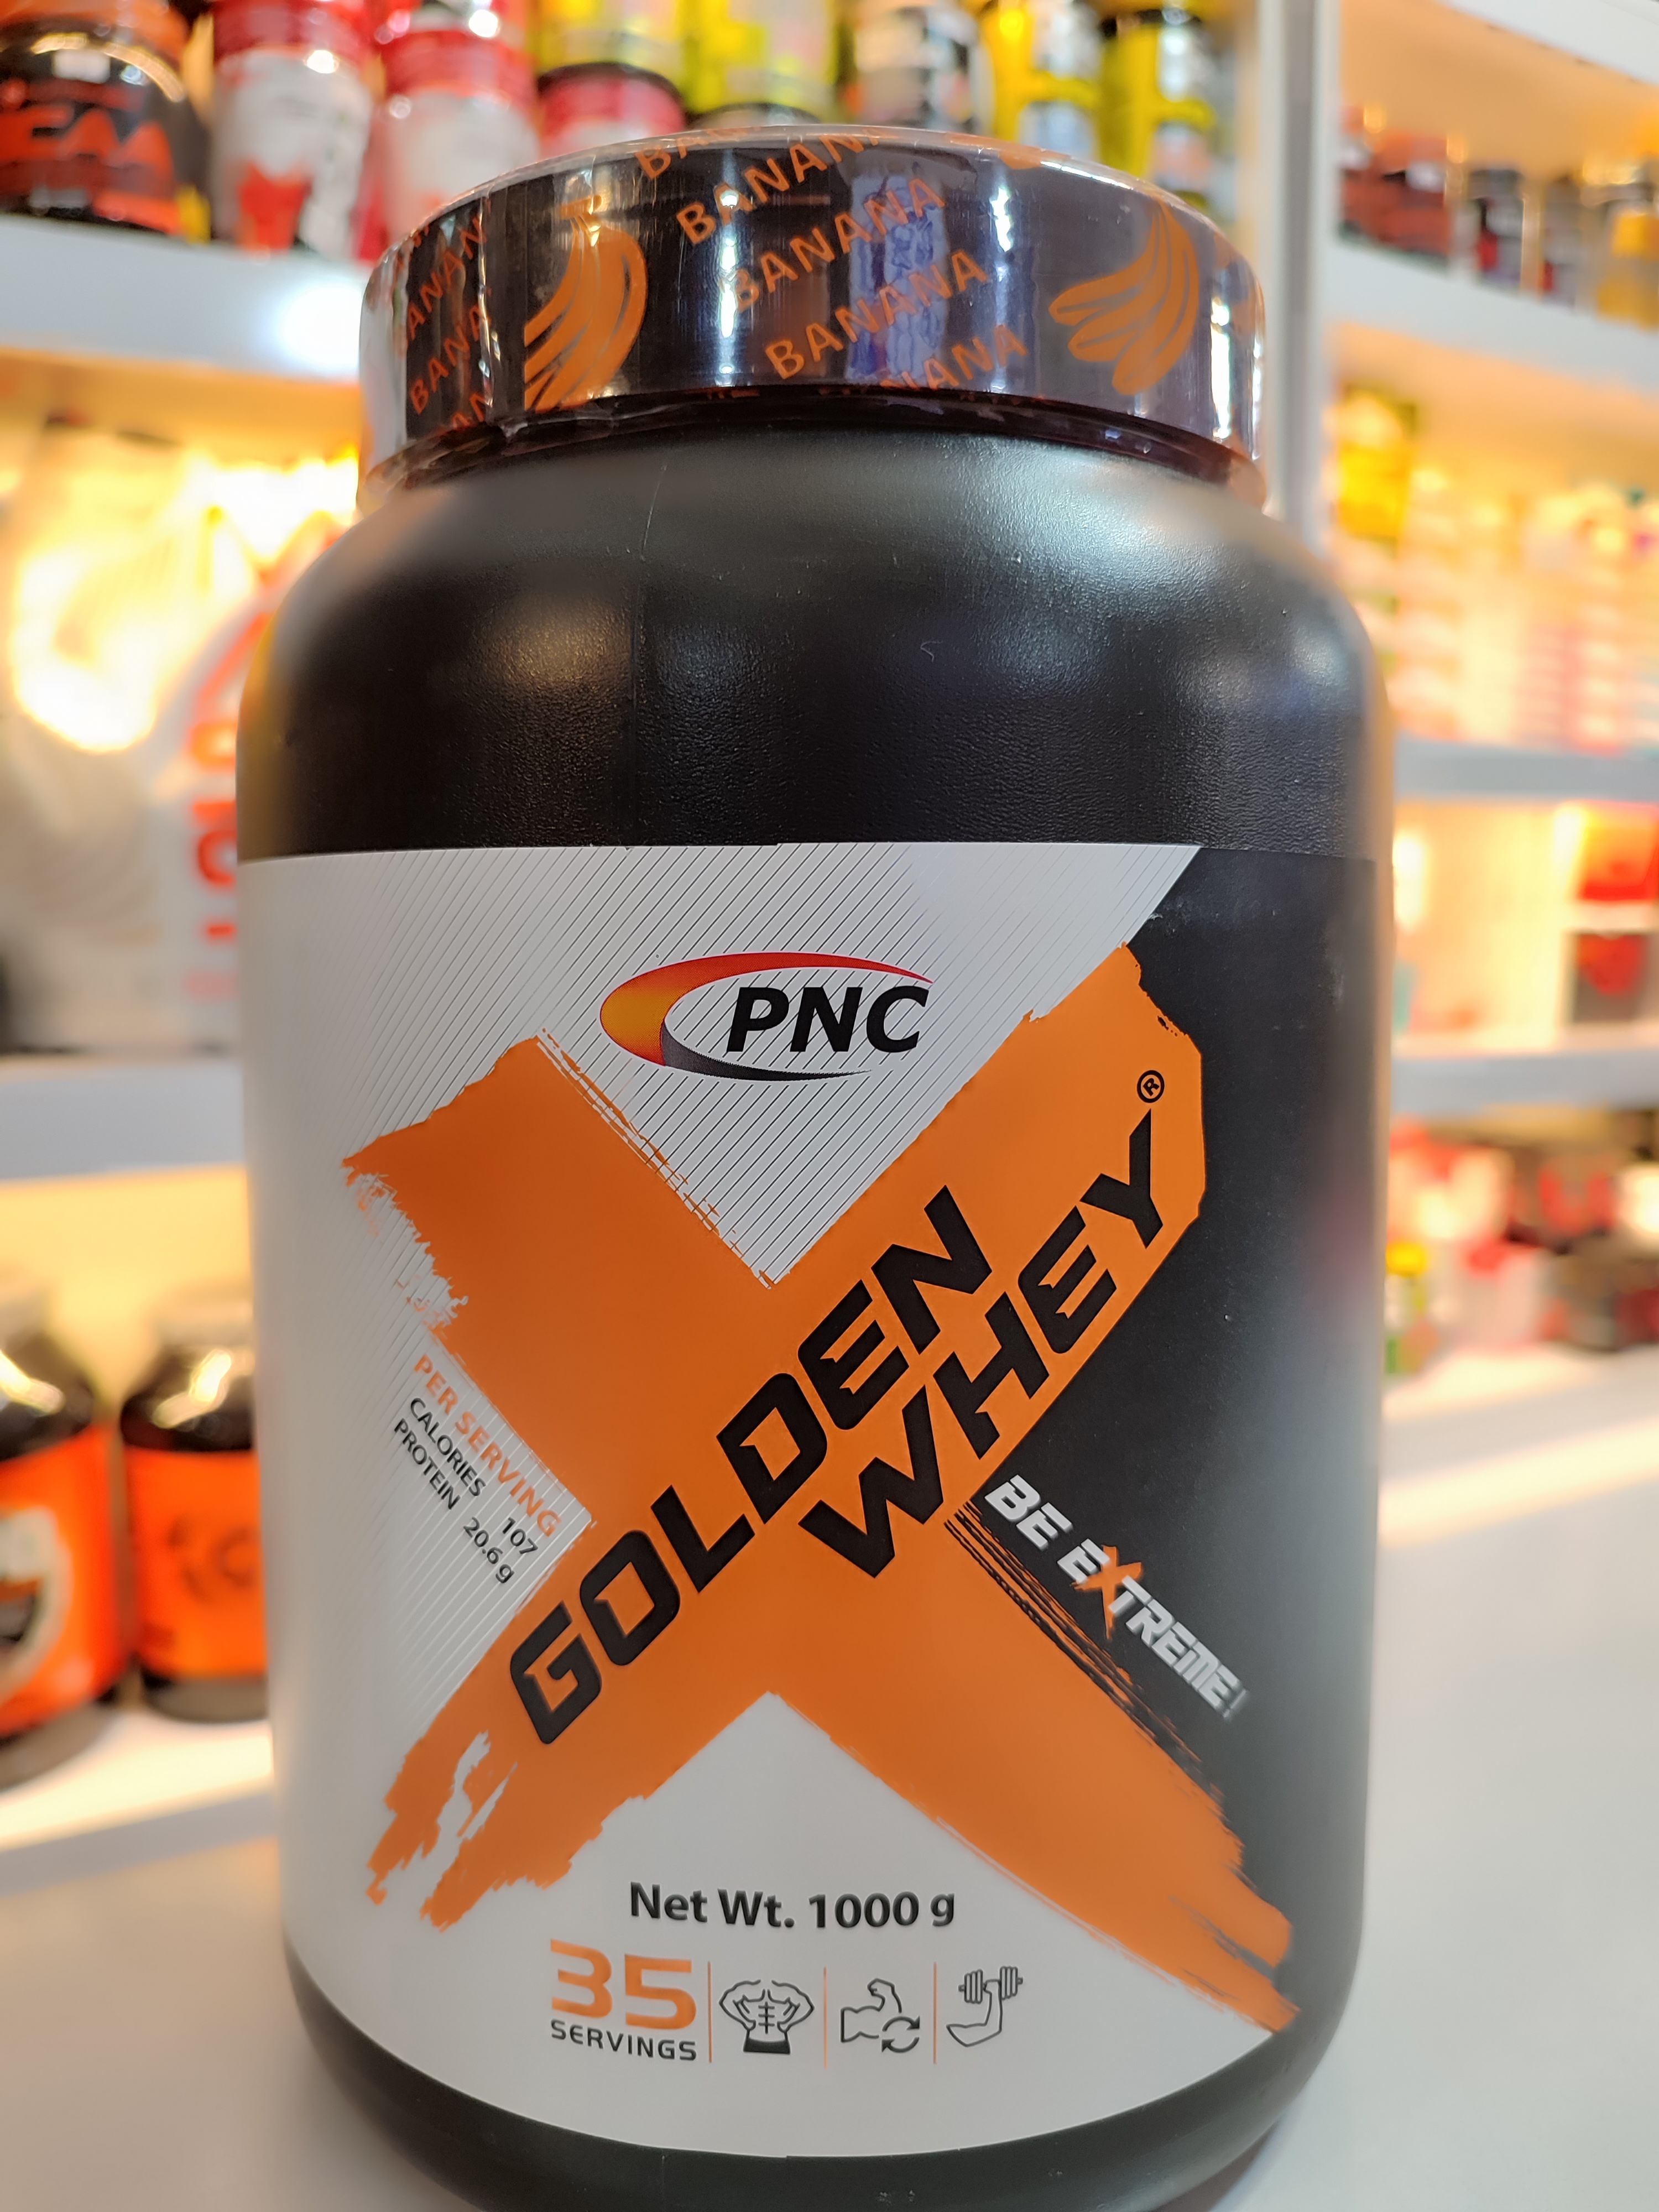 BANANA
BANANA
BANANA
BANANA
PNC
GOLDEN
WHEY®
PER SERVING
CALORIES 107
PROTEIN 20.6 g
BE EXTREME!
Net Wt. 1000 g
35
SERVINGS